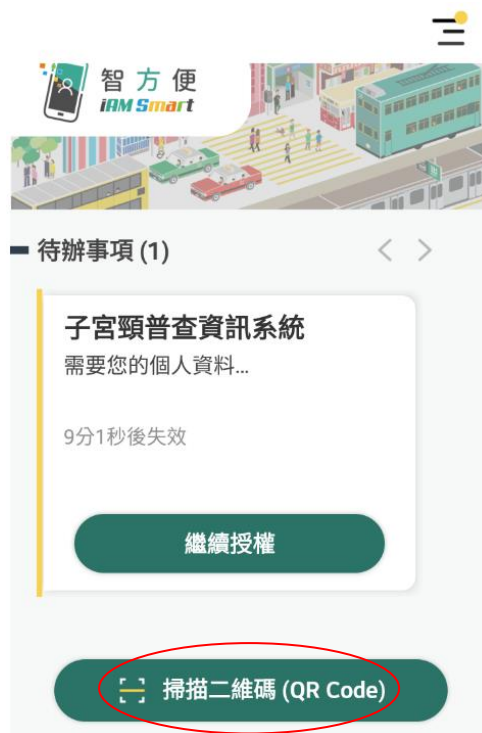 智方便
iAM Smart
待辦事項 (1)
子宮頸普查資訊系統
需要您的個人資料...
9分1秒後失效
繼續授權
掃描二維碼 (QR Code)